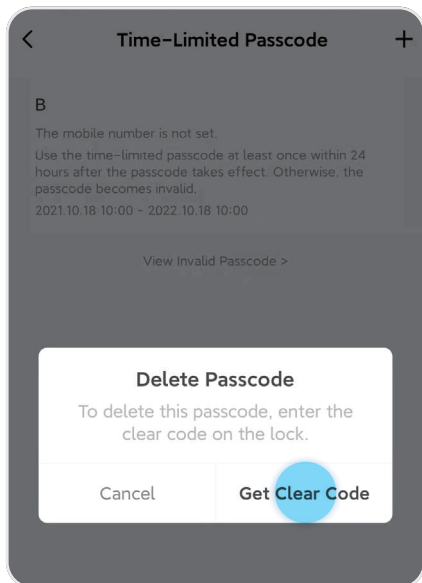 Time-Limited Passcode
B
The mobile number is not set.
Use the time-limited passcode at least once within 24
hours after the passcode takes effect. Otherwise, the
passcode becomes invalid.
2021.10.18 10:00 - 2022.10.18 10:00
View Invalid Passcode >
Delete Passcode
To delete this passcode, enter the
clear code on the lock.
Cancel
Get Clear Code